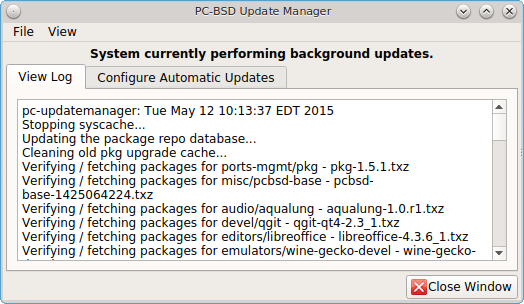 PC-BSD Update Manager
File View
System currently performing background updates.
View Log Configure Automatic Updates
pc-updatemanager: Tue May 12 10:13:37 EDT 2015
Stopping syscache...
Updating the package repo database...
Cleaning old pkg upgrade cache...
Verifying / fetching packages for ports-mgmt/pkg - pkg-1.5.1.txz
Verifying / fetching packages for misc/pcbsd-base - pcbsd-
base-1425064224.txz
Verifying / fetching packages for audio/aqualung - aqualung-1.0.r1.txz
Verifying / fetching packages for devel/qgit - qgit-qt4-2.3_1.txz
Verifying / fetching packages for editors/libreoffice - libreoffice-4.3.6_1.txz
Verifying / fetching packages for emulators/wine-gecko-devel - wine-gecko-
Close Window